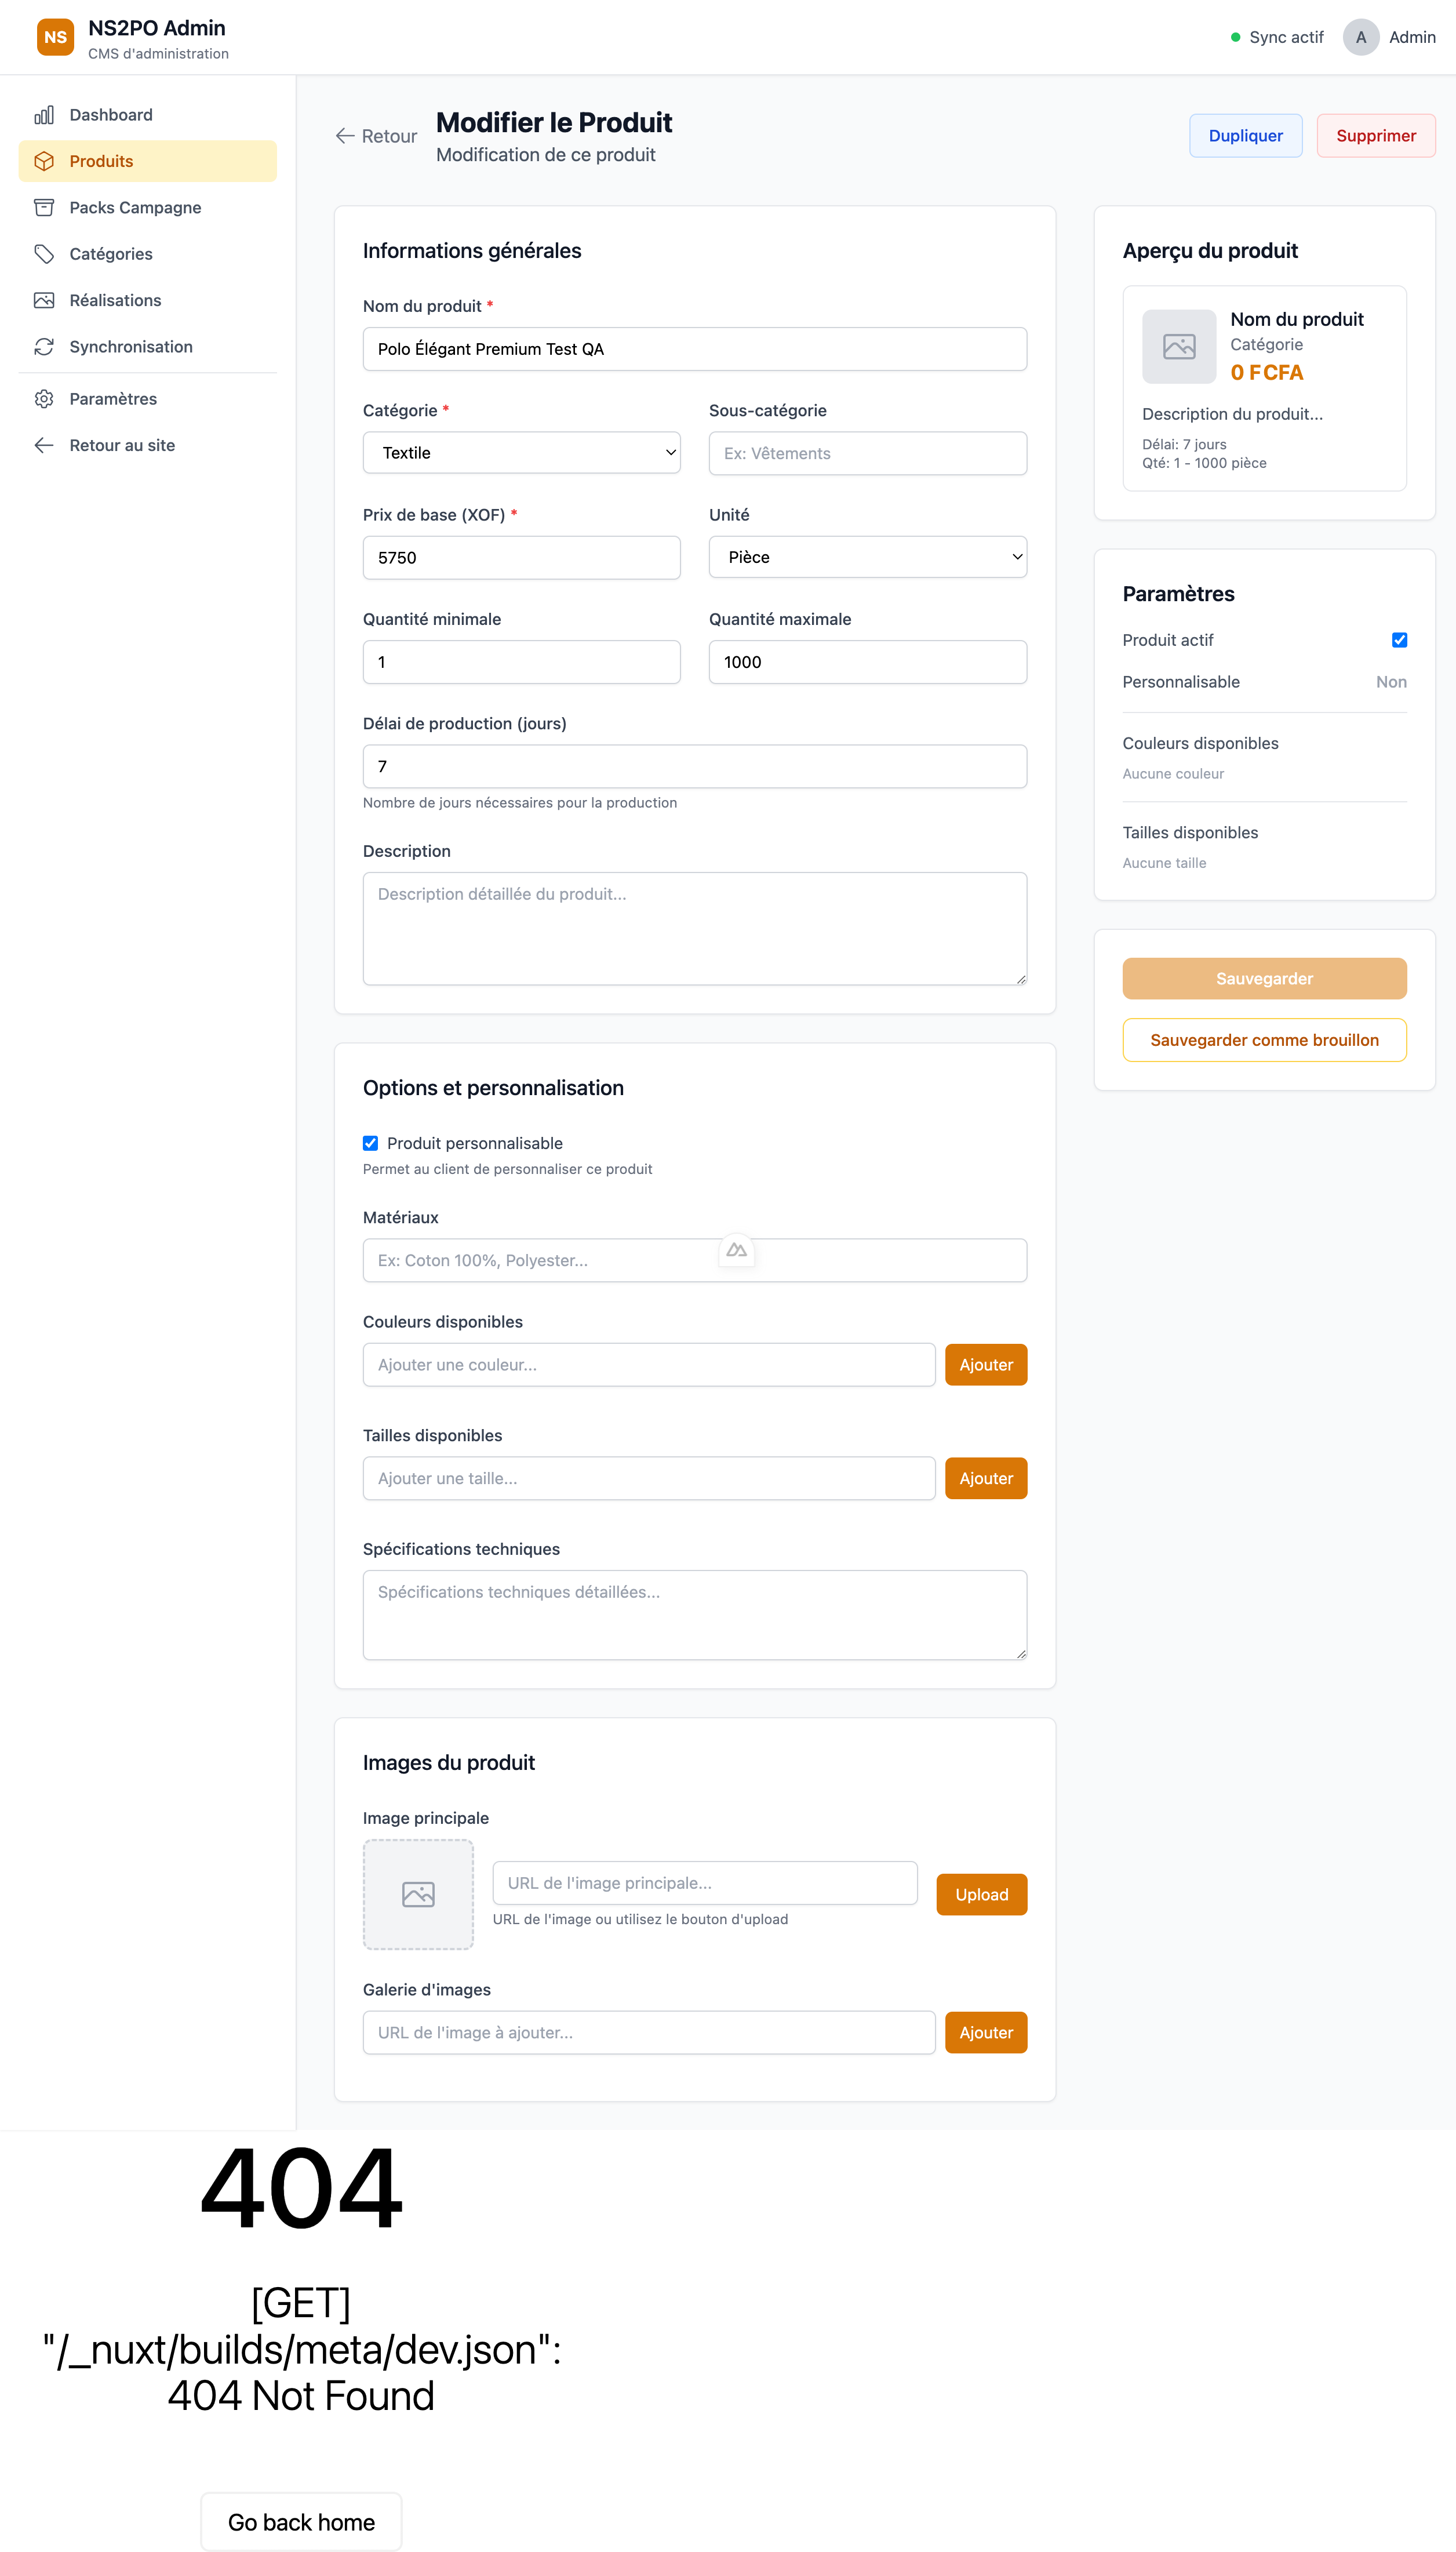 NS
NS2PO Admin
CMS d'administration
Sync actif
A
Admin
Dashboard
Produits
Packs Campagne
Catégories
Réalisations
Synchronisation
Paramètres
Retour au site
Retour
Modifier le Produit
Modification de ce produit
Dupliquer
Supprimer
Informations générales
Nom du produit *
Polo Élégant Premium Test QA
Catégorie *
Textile
Sous-catégorie
Ex: Vêtements
Prix de base (XOF) *
5750
Unité
Pièce
Quantité minimale
1
Quantité maximale
1000
Délai de production (jours)
7
Nombre de jours nécessaires pour la production
Description
Description détaillée du produit...
Options et personnalisation
Produit personnalisable
Permet au client de personnaliser ce produit
Matériaux
Ex: Coton 100%, Polyester...
Couleurs disponibles
Ajouter une couleur...
Ajouter
Tailles disponibles
Ajouter une taille...
Ajouter
Spécifications techniques
Spécifications techniques détaillées...
Images du produit
Image principale
URL de l'image principale...
URL de l'image ou utilisez le bouton d'upload
Upload
Galerie d'images
URL de l'image à ajouter...
Ajouter
Aperçu du produit
Nom du produit
Catégorie
0 F CFA
Description du produit...
Délai: 7 jours
Qté: 1 - 1000 pièce
Paramètres
Produit actif
Personnalisable
Non
Couleurs disponibles
Aucune couleur
Tailles disponibles
Aucune taille
Sauvegarder
Sauvegarder comme brouillon
404
[GET]
"/_nuxt/builds/meta/dev.json":
404 Not Found
Go back home